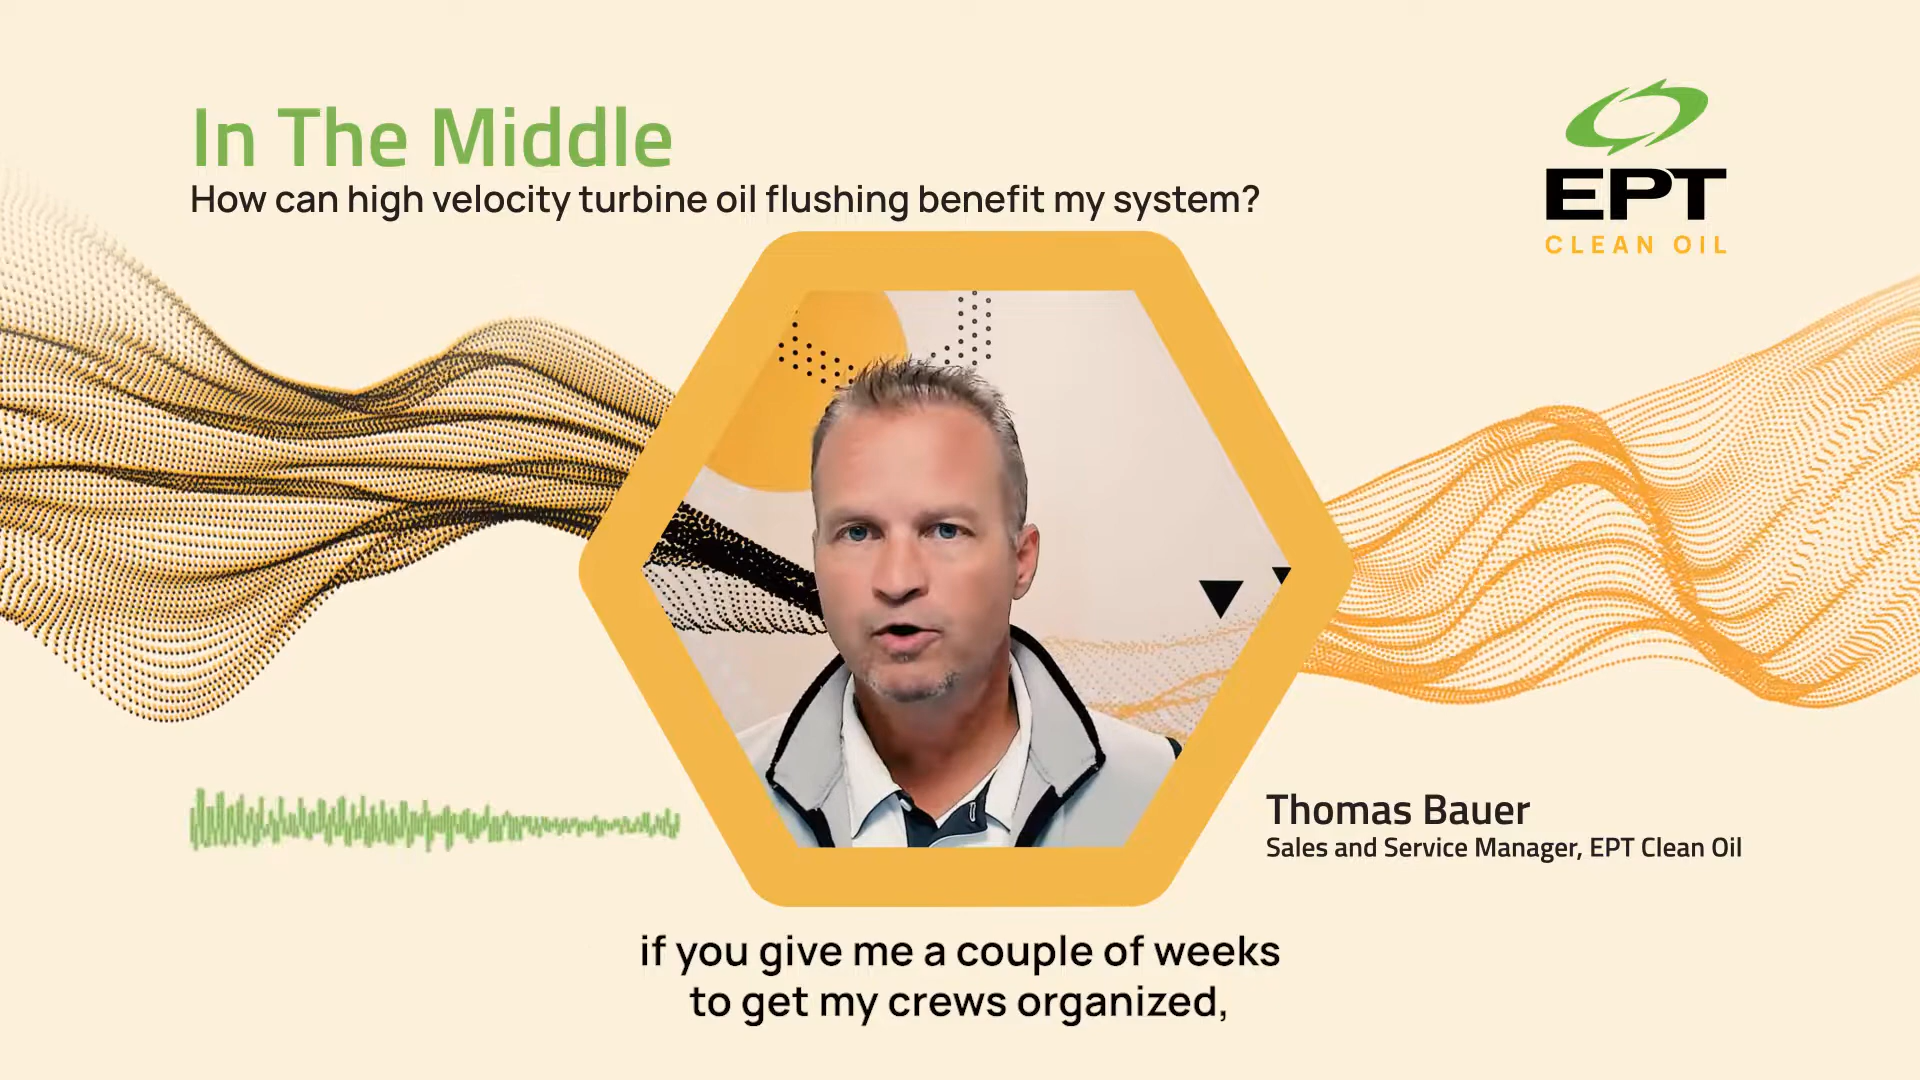 In The Middle
How can high velocity turbine oil flushing benefit my system?
EPT
CLEAN OIL
Thomas Bauer
Sales and Service Manager, EPT Clean Oil
if you give me a couple of weeks
to get my crews organized,